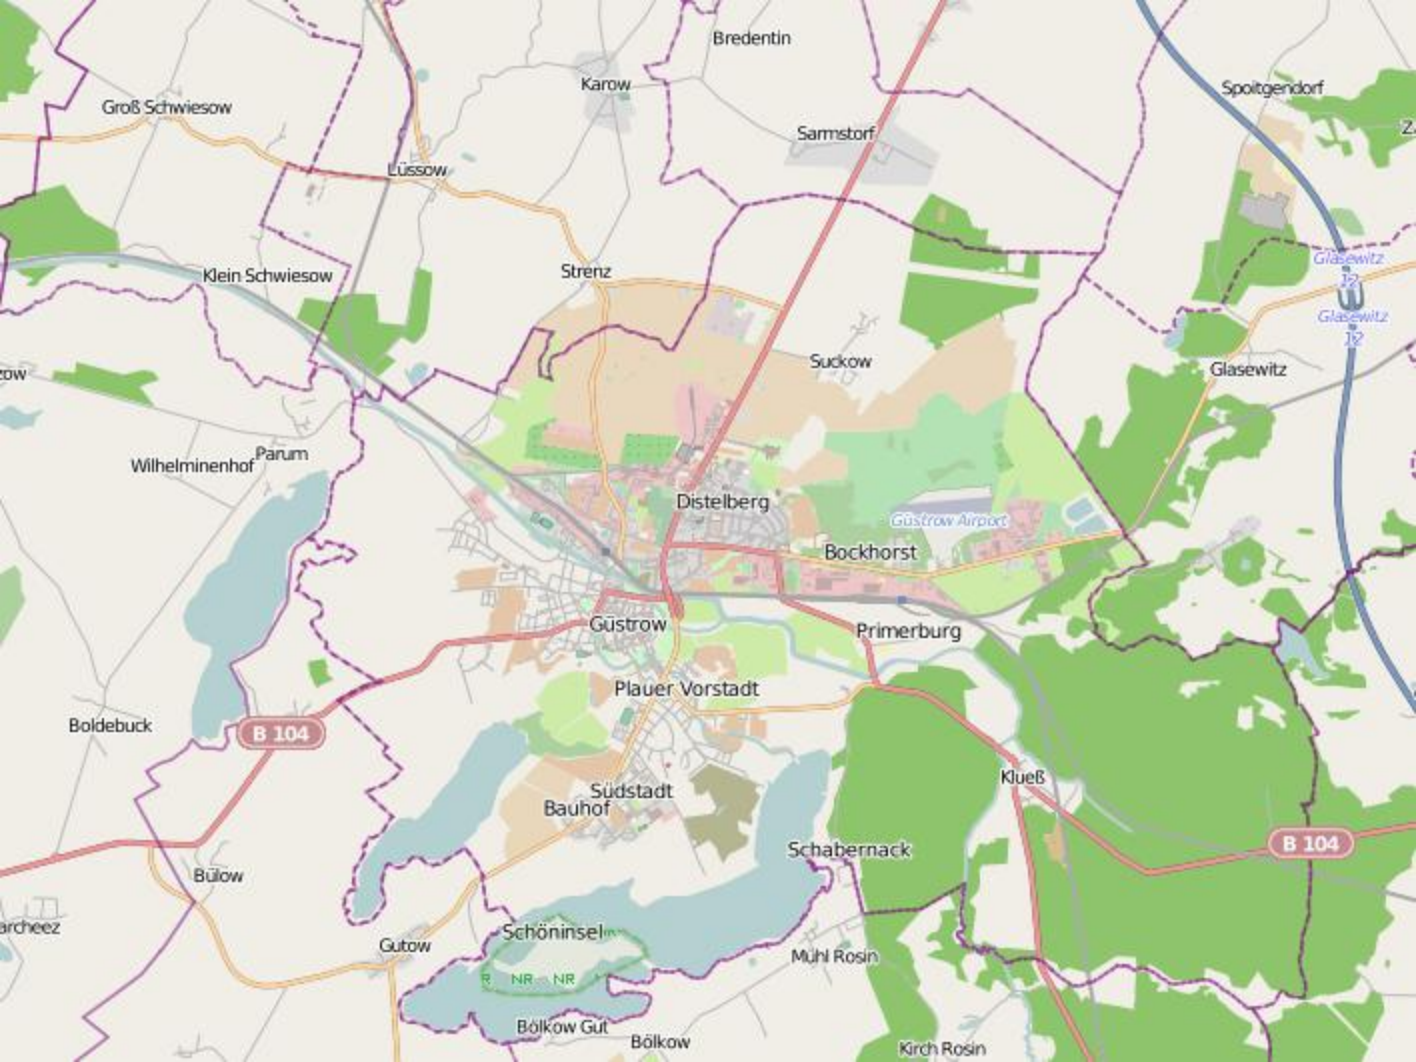 Bredentin
Karow
Spoitgendorf
Groß Schwiesow
Sarmstorf
Z
Lüssow
Glasewitz
12
Klein Schwiesow
Strenz
Glasewitz
12
Suckow
Glasewitz
zow
Parum
Wilhelminenhof
Distelberg
Güstrow Airport
Bockhorst
Güstrow
Primerburg
Plauer Vorstadt
Boldebuck
B 104
Klueß
Südstadt
Bauhof
B 104
Schabernack
Bülow
archeez
Schöninsel
Gutow
Mühl Rosin
R NR NR N
Bölkow Gut
Bölkow
Kirch Rosin